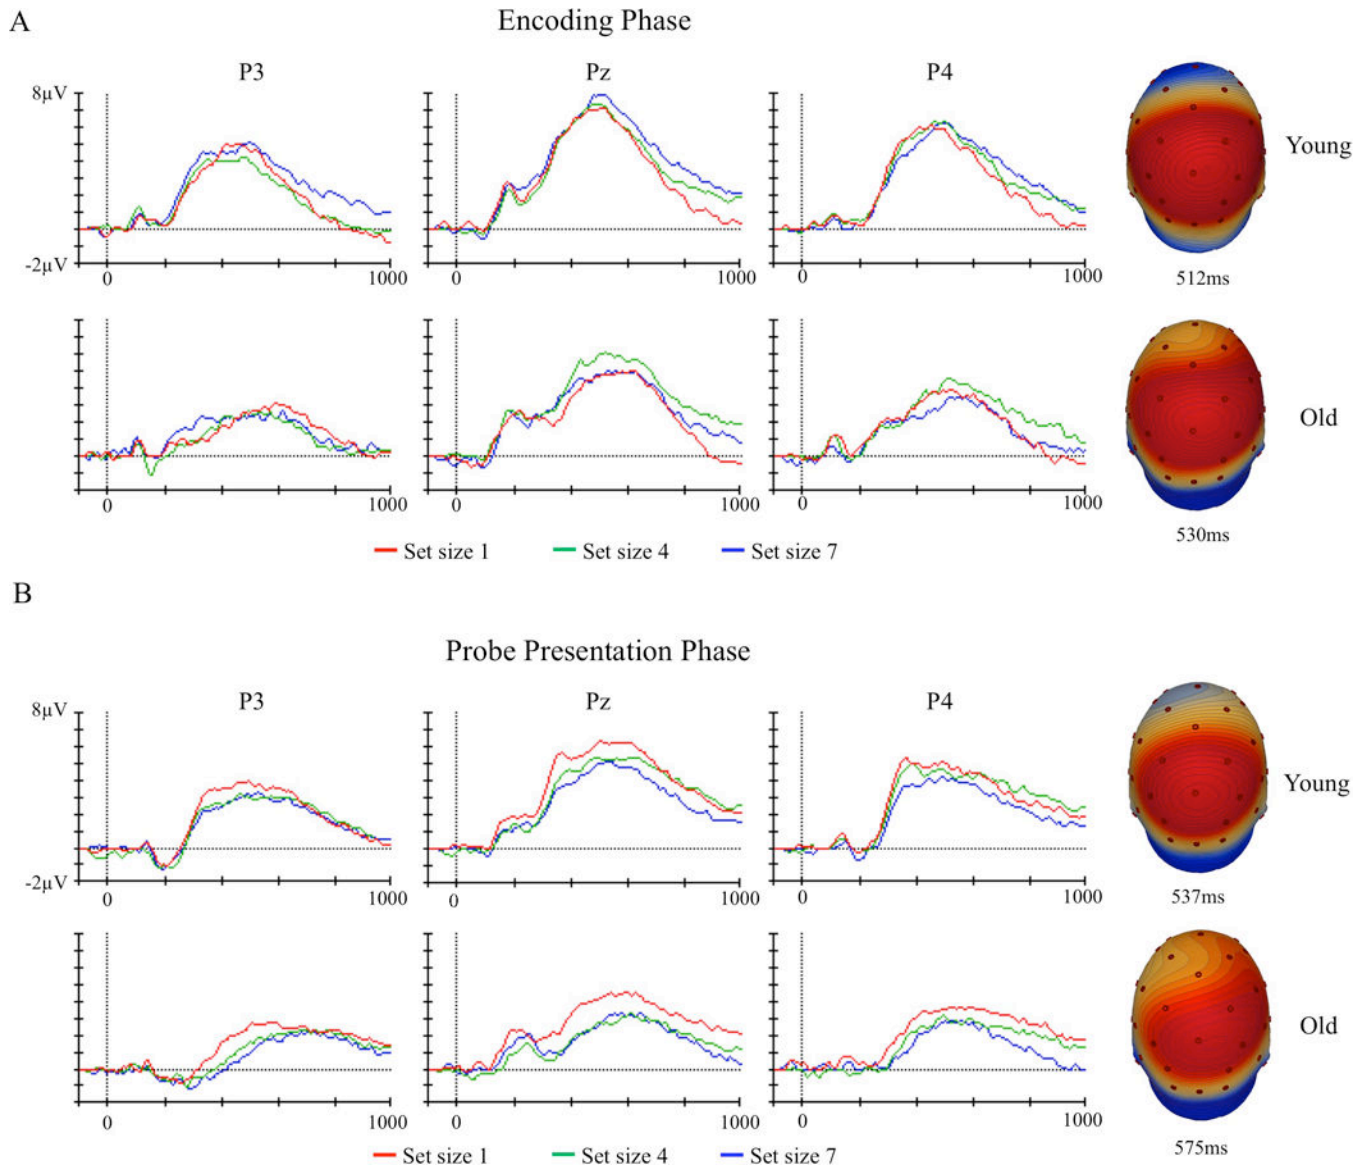 A
Encoding Phase
P3 Pz P4
8µV
Young
-2µV
0 1000 0 1000 0 1000
512ms
Old
0 1000 0 1000 0 1000
530ms
Set size 1 Set size 4 Set size 7
B
Probe Presentation Phase
P3 Pz P4
8µV
Young
-2µV
0 1000 0 1000 0 1000
537ms
Old
0 1000 0 1000 0 1000
575ms
Set size 1 Set size 4 Set size 7